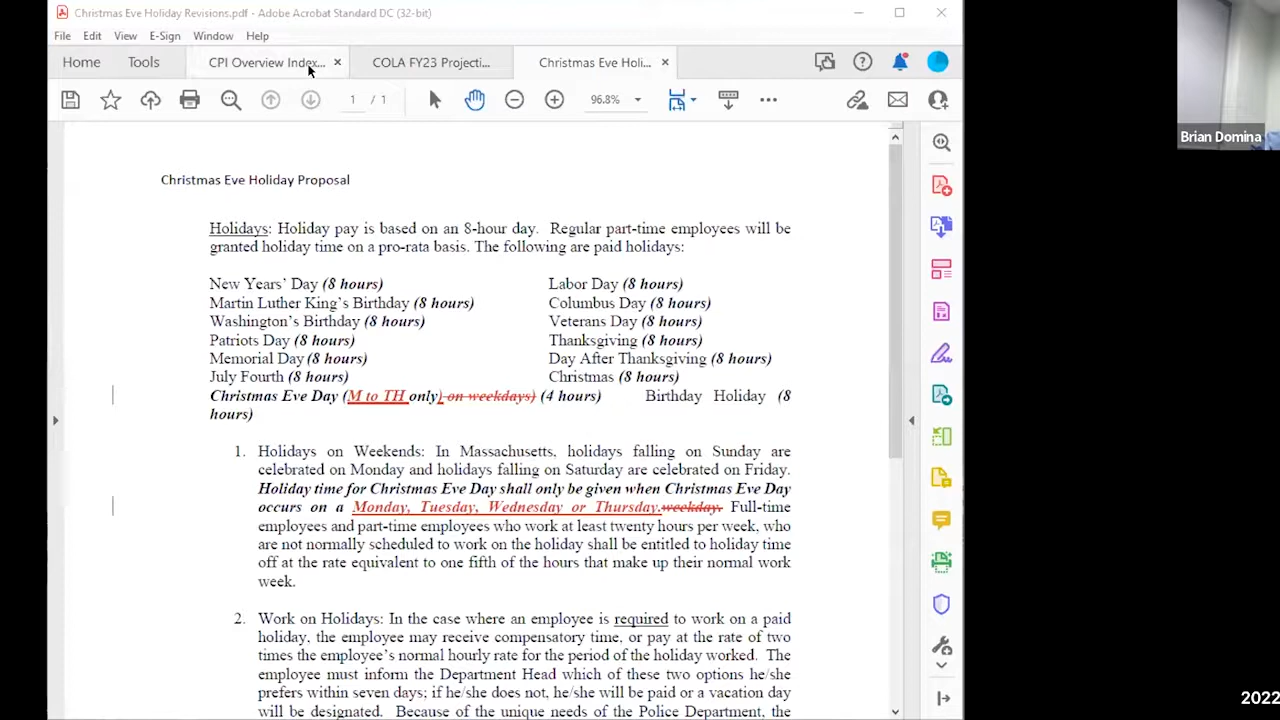 Christmas Eve Holiday Revisions.pdf - Adobe Acrobat Standard DC (32-bit)
File Edit View E-Sign Window Help
Home Tools CPI Overview Index... COLA FY23 Projecti... Christmas Eve Holi...
1 / 1 96.8%
Brian Domina
Christmas Eve Holiday Proposal
Holidays: Holiday pay is based on an 8-hour day. Regular part-time employees will be
granted holiday time on a pro-rata basis. The following are paid holidays:
New Years' Day (8 hours) Labor Day (8 hours)
Martin Luther King's Birthday (8 hours) Columbus Day (8 hours)
Washington's Birthday (8 hours) Veterans Day (8 hours)
Patriots Day (8 hours) Thanksgiving (8 hours)
Memorial Day (8 hours) Day After Thanksgiving (8 hours)
July Fourth (8 hours) Christmas (8 hours)
Christmas Eve Day (M to TH only) on weekdays) (4 hours) Birthday Holiday (8
hours)
1. Holidays on Weekends: In Massachusetts, holidays falling on Sunday are
celebrated on Monday and holidays falling on Saturday are celebrated on Friday.
Holiday time for Christmas Eve Day shall only be given when Christmas Eve Day
occurs on a Monday, Tuesday, Wednesday or Thursday.weekday. Full-time
employees and part-time employees who work at least twenty hours per week, who
are not normally scheduled to work on the holiday shall be entitled to holiday time
off at the rate equivalent to one fifth of the hours that make up their normal work
week.
2. Work on Holidays: In the case where an employee is required to work on a paid
holiday, the employee may receive compensatory time, or pay at the rate of two
times the employee's normal hourly rate for the period of the holiday worked. The
employee must inform the Department Head which of these two options he/she
prefers within seven days; if he/she does not, he/she will be paid or a vacation day
will be designated. Because of the unique needs of the Police Department, the
2022